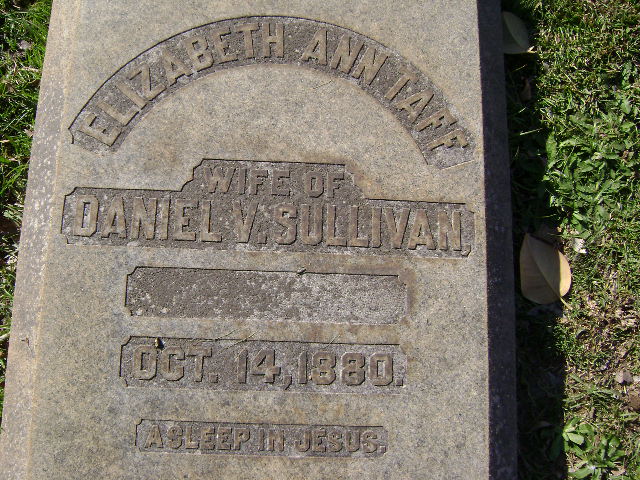 ELIZABETH ANN TAFF
WIFE OF
DANIEL V. SULLIVAN,
OCT. 14, 1880.
ASLEEP IN JESUS.